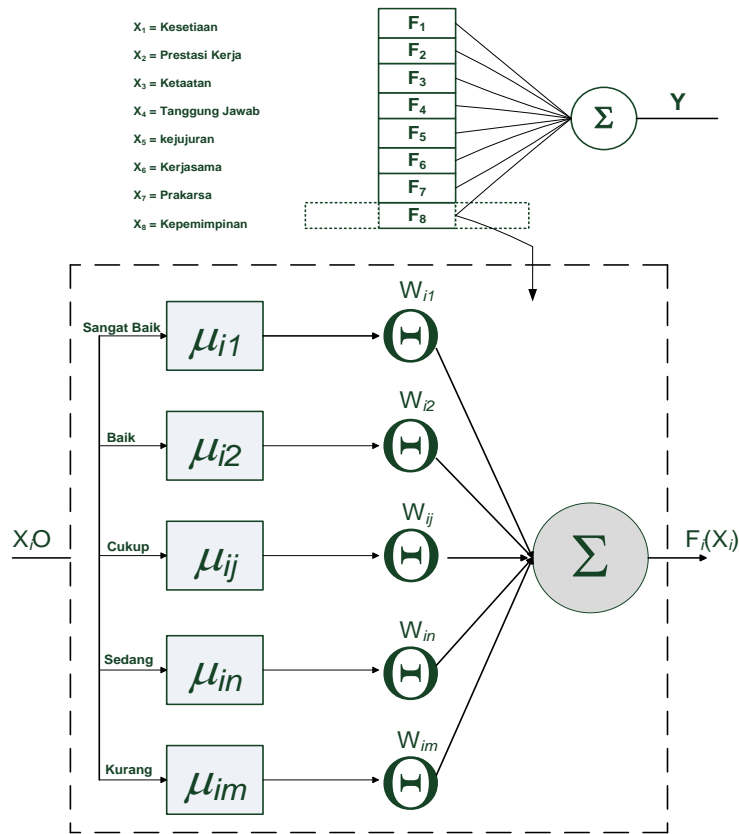 X₁ = Kesetiaan
X₂ = Prestasi Kerja
X₃ = Ketaatan
X₄ = Tanggung Jawab
X₅ = kejujuran
X₆ = Kerjasama
X₇ = Prakarsa
X₈ = Kepemimpinan
F₁
F₂
F₃
F₄
F₅
F₆
F₇
F₈
Σ
Y
Sangat Baik
μi1
Wi1
Θ
Baik
μi2
Wi2
Θ
XiO
Cukup
μij
Wij
Θ
Σ
Fi(Xi)
Sedang
μin
Win
Θ
Kurang
μim
Wim
Θ